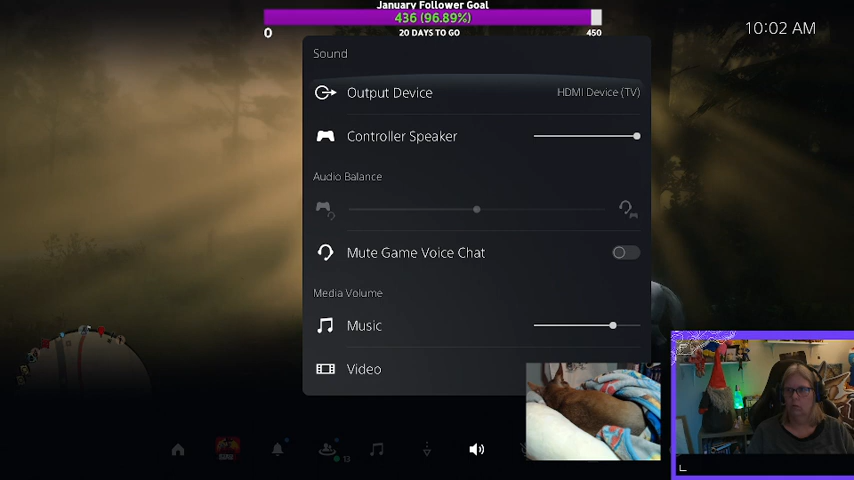 January Follower Goal
436 (96.89%)
0 20 DAYS TO GO 450
10:02 AM
Sound
Output Device HDMI Device (TV)
Controller Speaker
Audio Balance
Mute Game Voice Chat
Media Volume
Music
Video
13